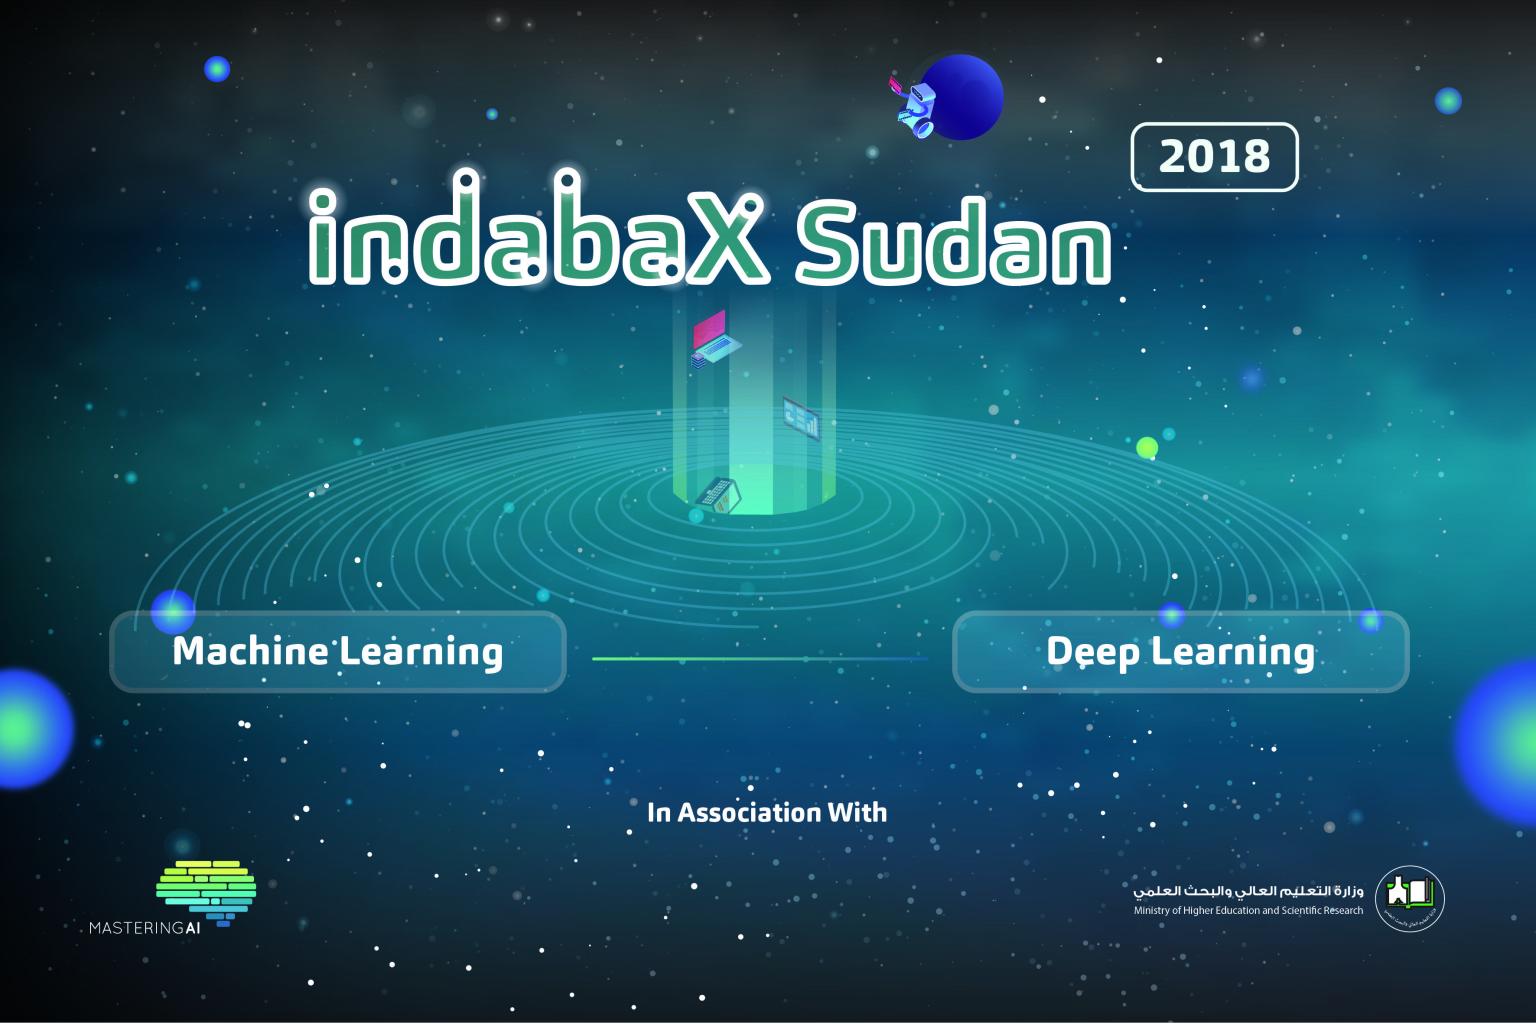 2018
indabaX Sudan
Machine Learning
Deep Learning
In Association With
MASTERINGAI
وزارة التعليم العالي والبحث العلمي
Ministry of Higher Education and Scientific Research